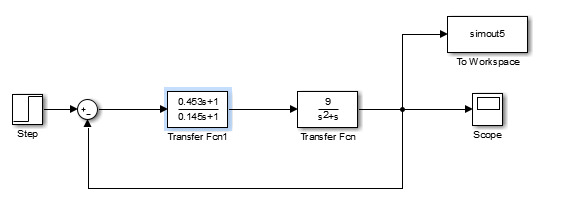 simout5
To Workspace
+
-
0.453s+1
0.145s+1
9
s2+s
Step
Transfer Fcn1
Transfer Fcn
Scope